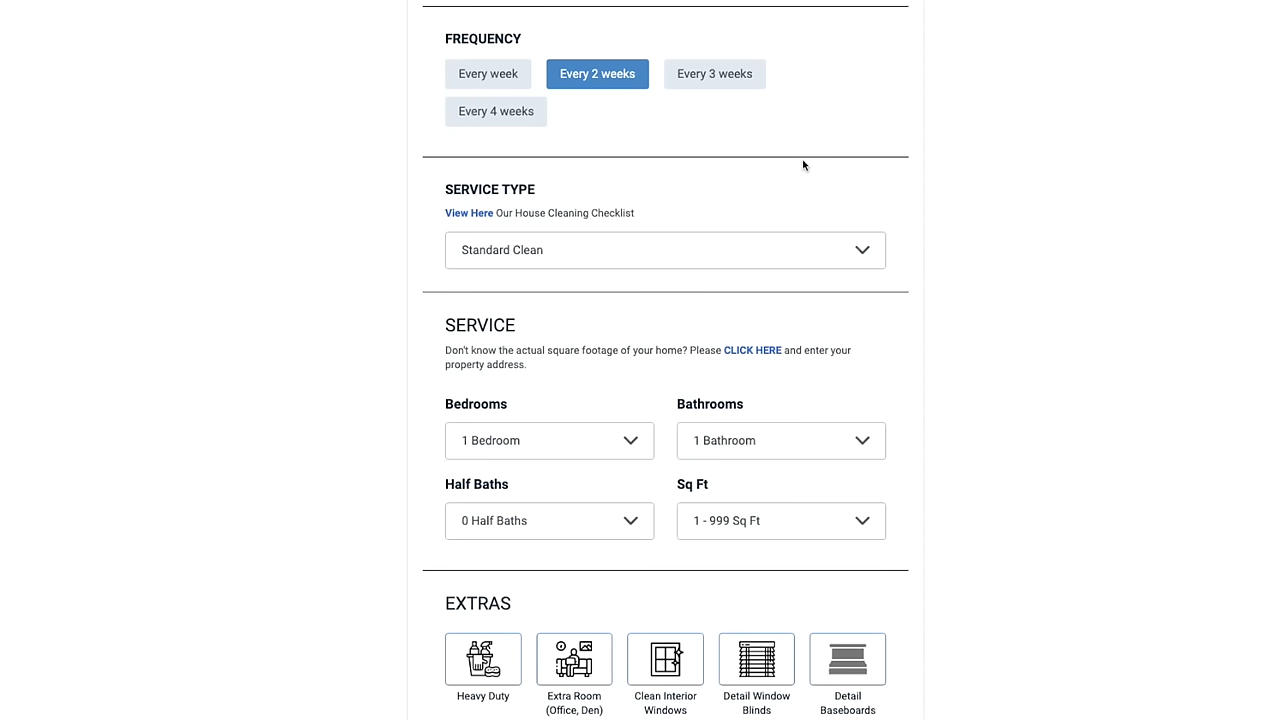 FREQUENCY
Every week
Every 2 weeks
Every 3 weeks
Every 4 weeks
SERVICE TYPE
View Here Our House Cleaning Checklist
Standard Clean
SERVICE
Don't know the actual square footage of your home? Please CLICK HERE and enter your
property address.
Bedrooms
Bathrooms
1 Bedroom
1 Bathroom
Half Baths
Sq Ft
0 Half Baths
1 - 999 Sq Ft
EXTRAS
Heavy Duty
Extra Room
(Office, Den)
Clean Interior
Windows
Detail Window
Blinds
Detail
Baseboards